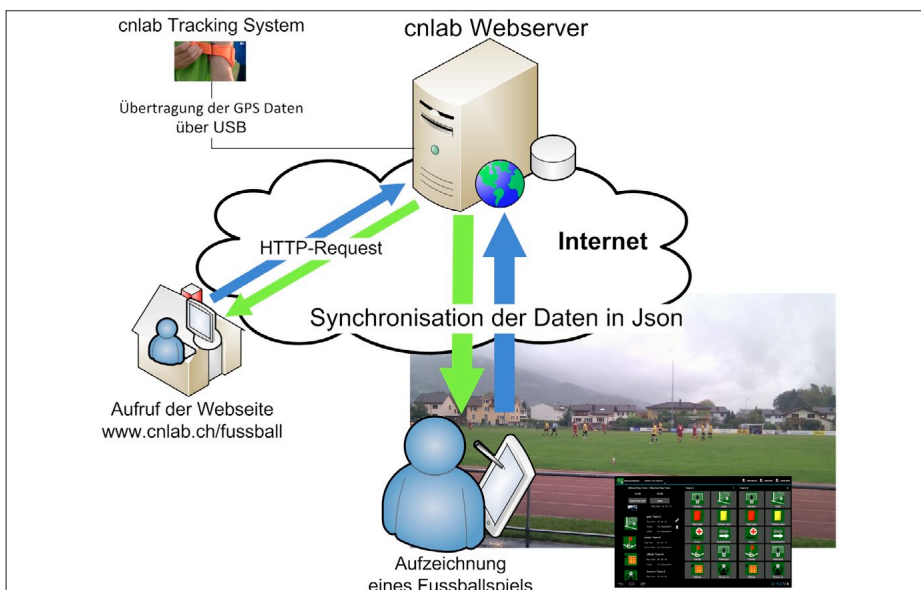 cnlab Tracking System
cnlab Webserver
Übertragung der GPS Daten
über USB
HTTP-Request
Internet
Synchronisation der Daten in Json
Aufruf der Webseite
www.cnlab.ch/fussball
Aufzeichnung
eines Fussballspiels